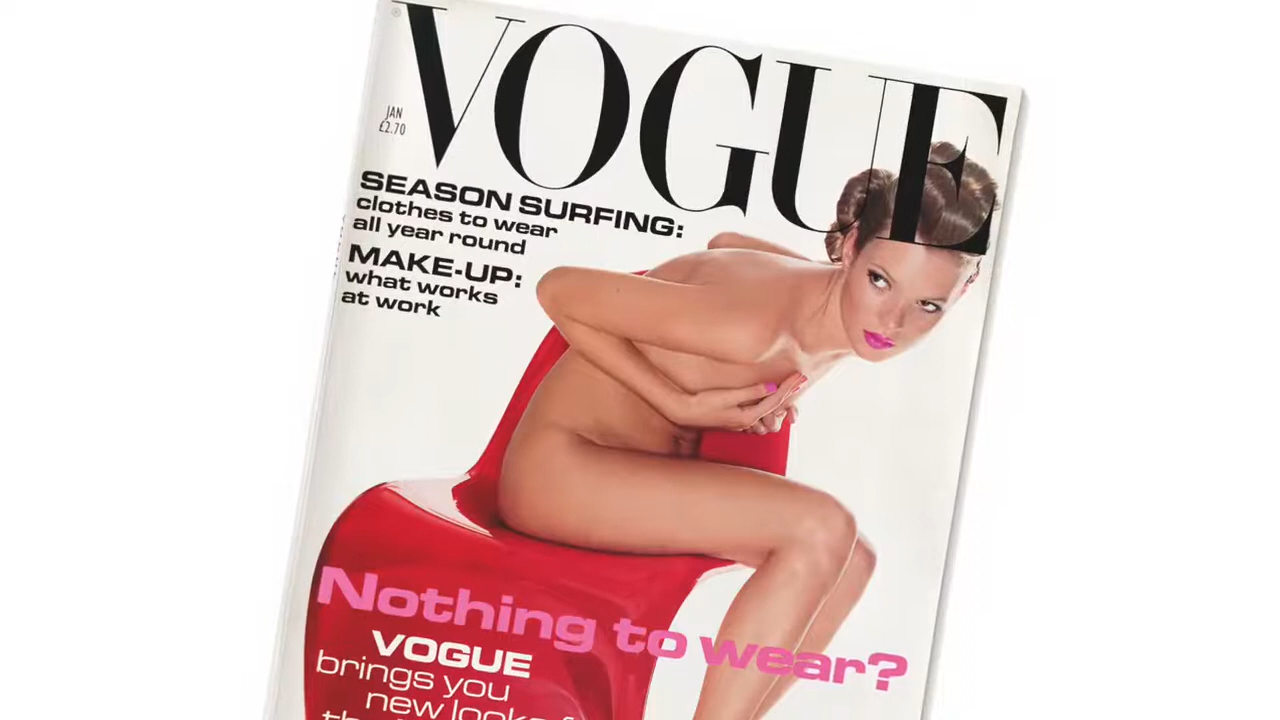 VOGUE
JAN
£2.70
SEASON SURFING:
clothes to wear
all year round
MAKE-UP:
what works
at work
Nothing to wear?
VOGUE
brings you
new looks